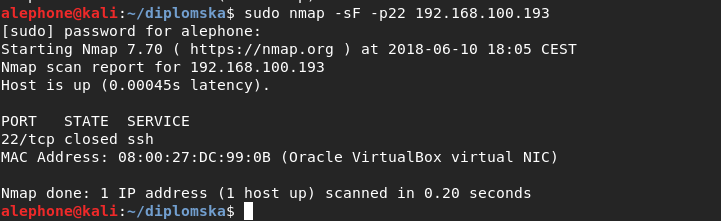 alephone@kali:~/diplomska$ sudo nmap -sF -p22 192.168.100.193
[sudo] password for alephone:
Starting Nmap 7.70 ( https://nmap.org ) at 2018-06-10 18:05 CEST
Nmap scan report for 192.168.100.193
Host is up (0.00045s latency).

PORT   STATE  SERVICE
22/tcp closed ssh
MAC Address: 08:00:27:DC:99:0B (Oracle VirtualBox virtual NIC)

Nmap done: 1 IP address (1 host up) scanned in 0.20 seconds
alephone@kali:~/diplomska$